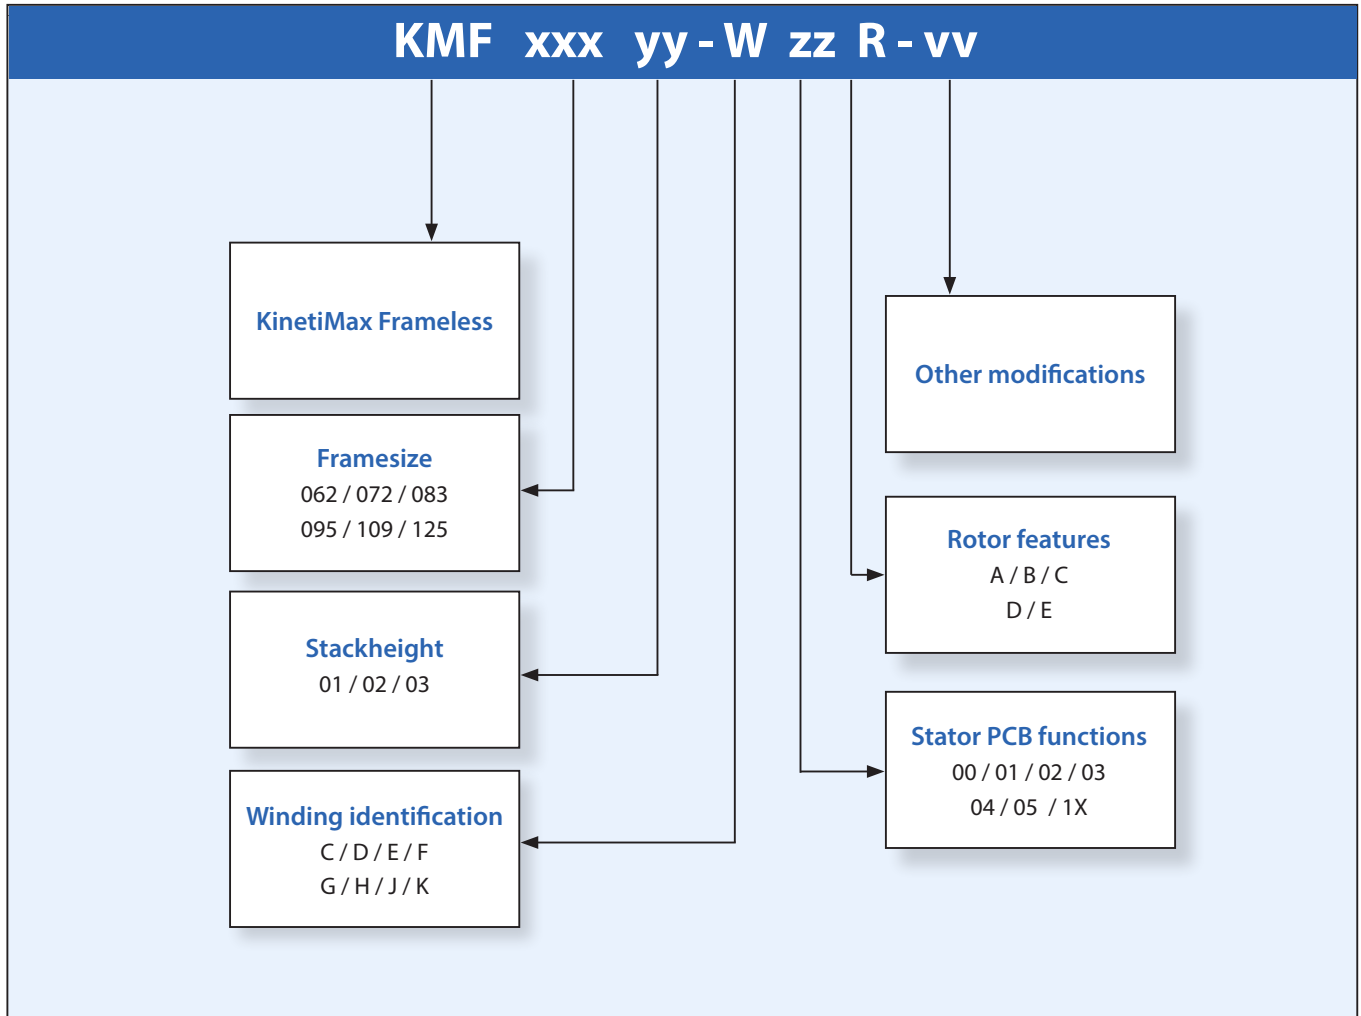 KMF xxx yy - W zz R - vv
KinetiMax Frameless
Framesize
062 / 072 / 083
095 / 109 / 125
Stackheight
01 / 02 / 03
Winding identification
C / D / E / F
G / H / J / K
Other modifications
Rotor features
A / B / C
D / E
Stator PCB functions
00 / 01 / 02 / 03
04 / 05 / 1X